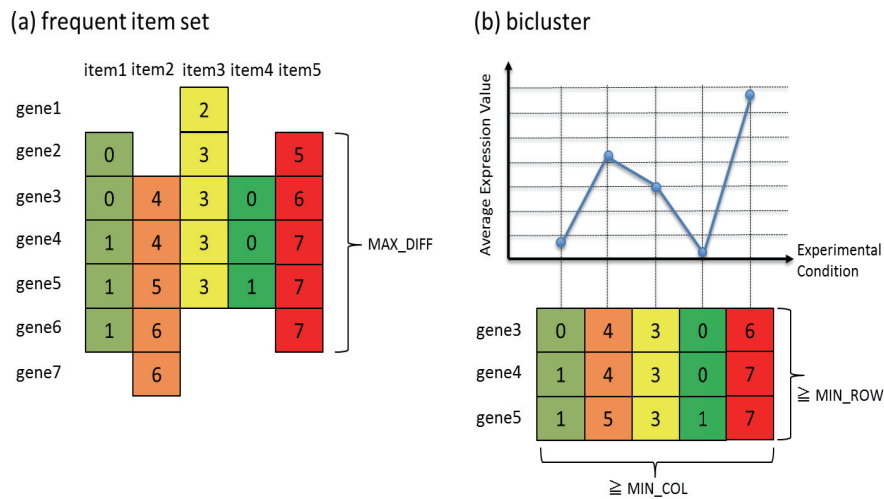 (a) frequent item set
item1 item2 item3 item4 item5
gene1 2
gene2 0 3 5
gene3 0 4 3 0 6
gene4 1 4 3 0 7
gene5 1 5 3 1 7
gene6 1 6 7
gene7 6
MAX_DIFF
(b) bicluster
Average Expression Value
Experimental
Condition
gene3 0 4 3 0 6
gene4 1 4 3 0 7
gene5 1 5 3 1 7
≧ MIN_ROW
≧ MIN_COL